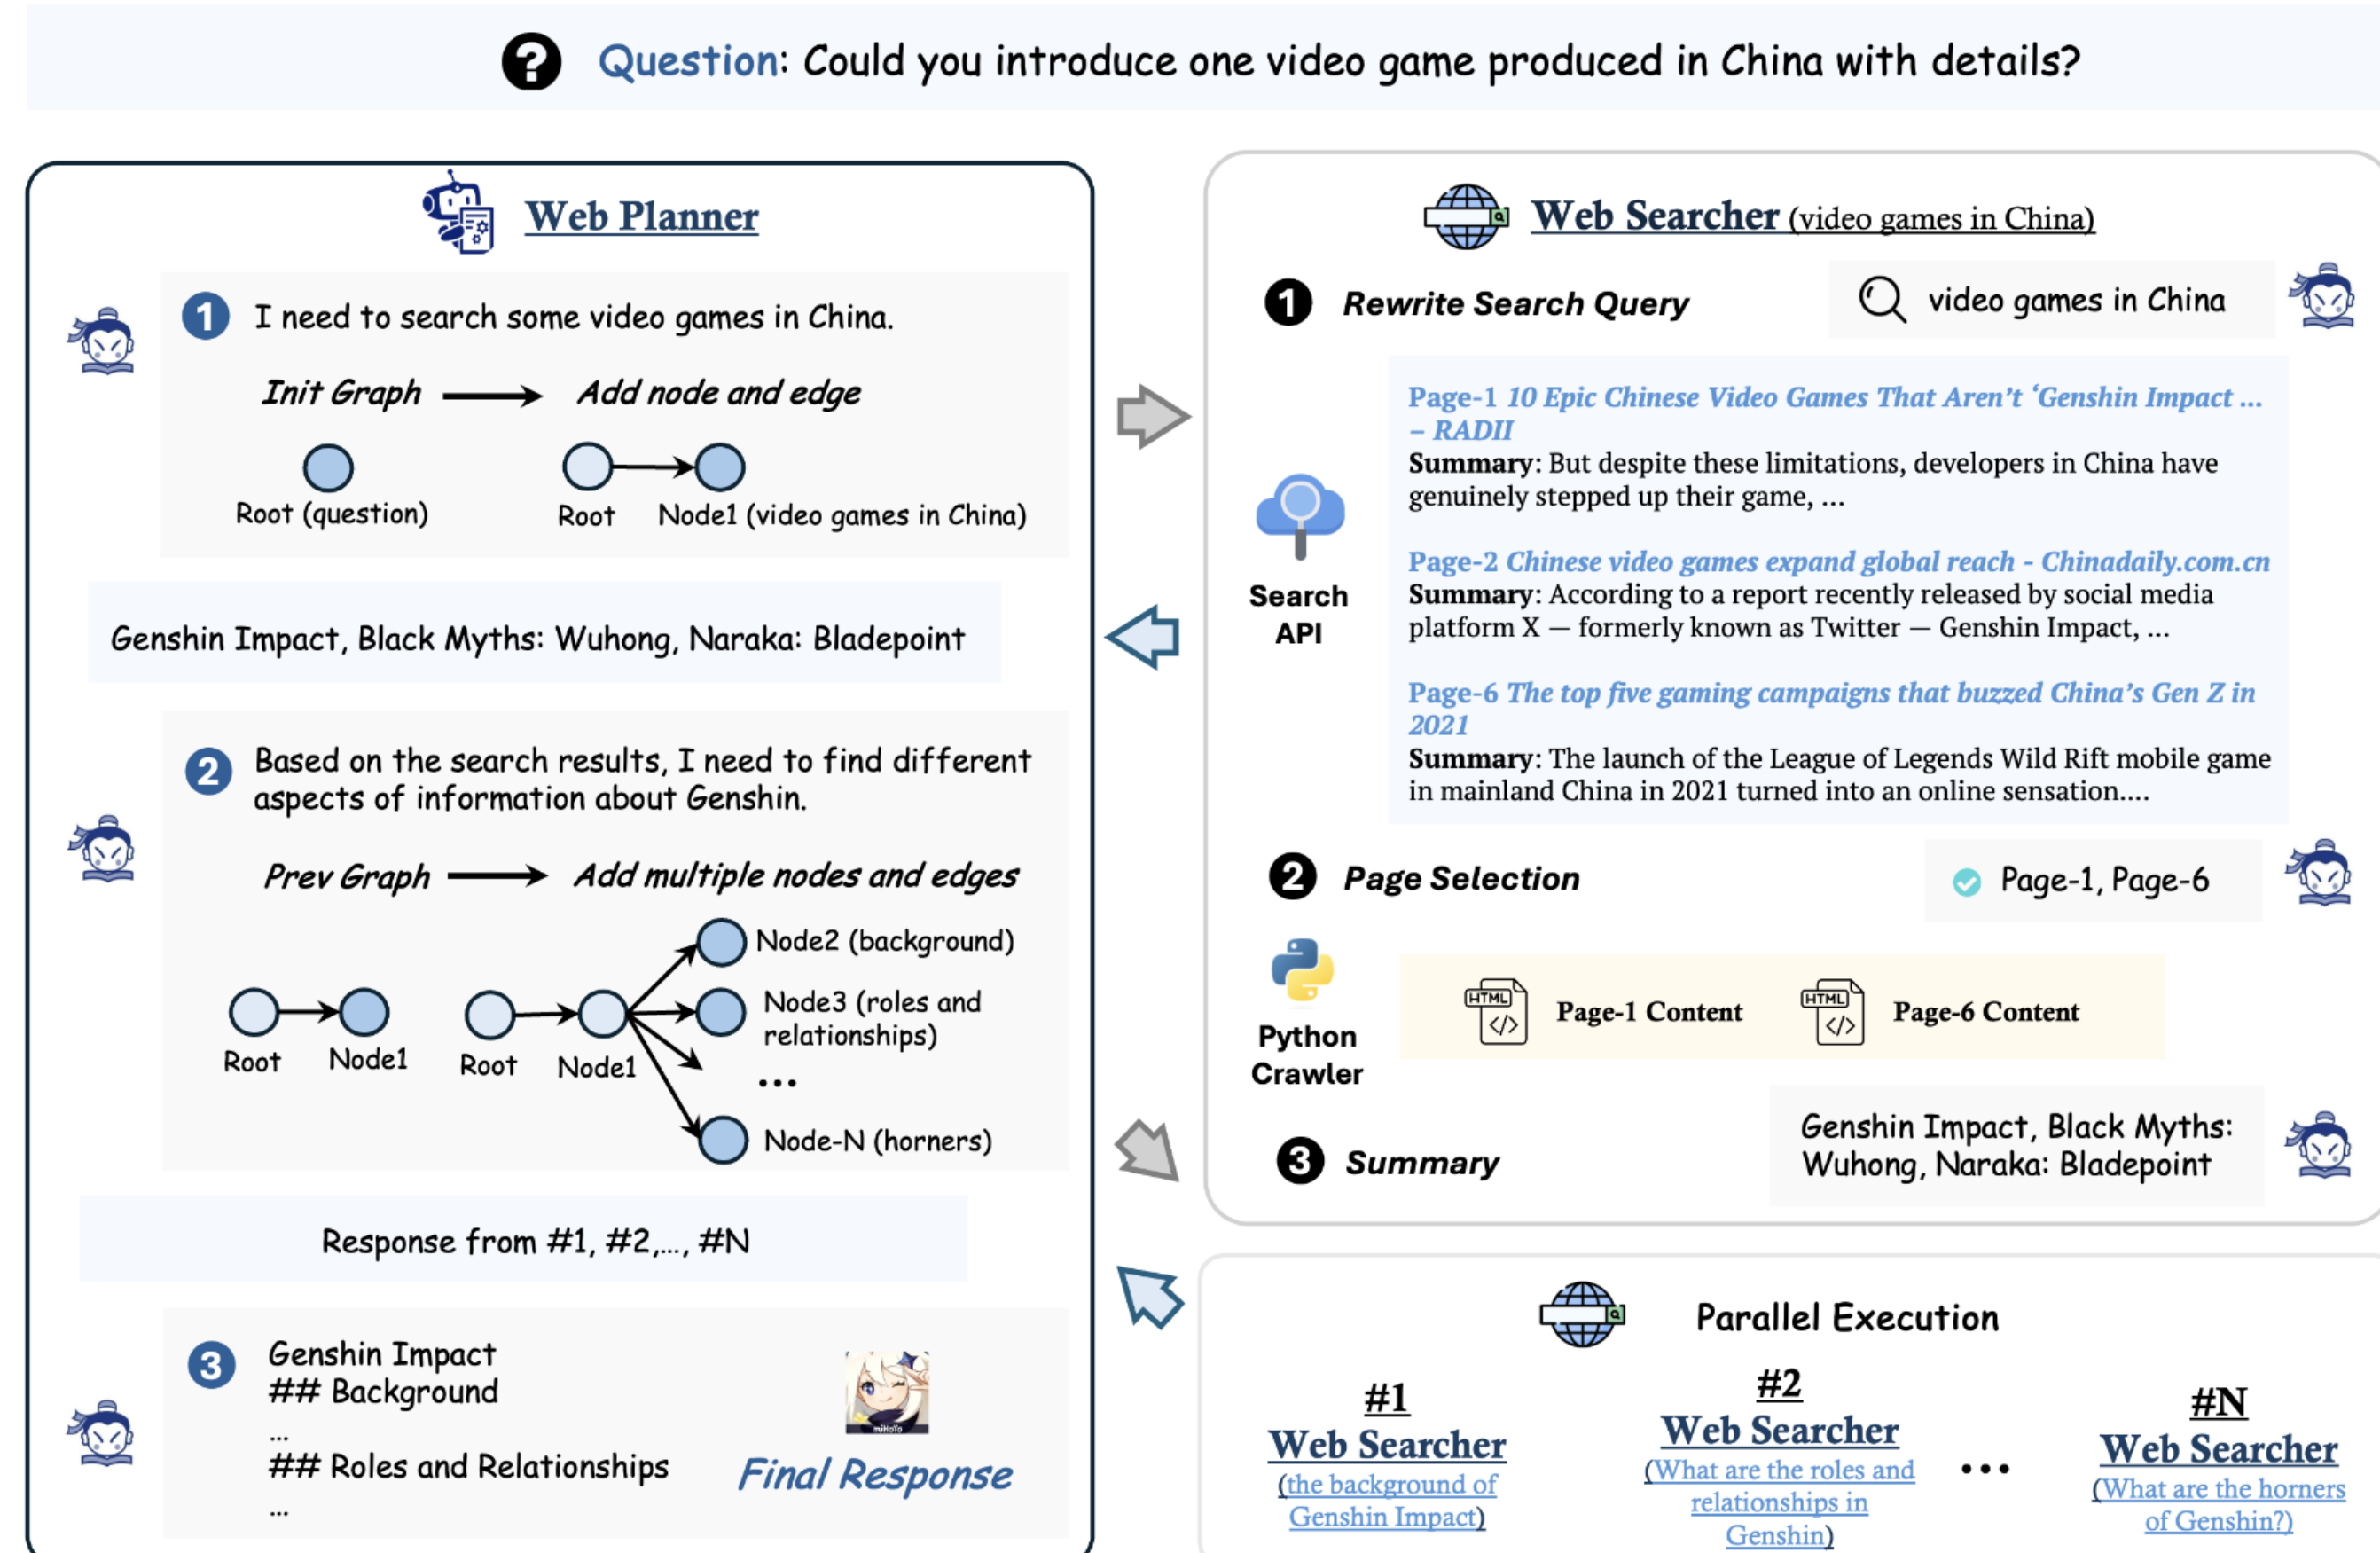 Question: Could you introduce one video game produced in China with details?
Web Planner
1 I need to search some video games in China.
Init Graph
Add node and edge
Root (question)
Root
Node1 (video games in China)
Genshin Impact, Black Myths: Wuhong, Naraka: Bladepoint
2 Based on the search results, I need to find different
aspects of information about Genshin.
Prev Graph
Add multiple nodes and edges
Root
Node1
Root
Node1
Node2 (background)
Node3 (roles and
relationships)
...
Node-N (horners)
Response from #1, #2,..., #N
3 Genshin Impact
## Background
...
## Roles and Relationships
...
miHoYo
Final Response
Web Searcher (video games in China)
1 Rewrite Search Query
video games in China
Search
API
Page-1 10 Epic Chinese Video Games That Aren’t ‘Genshin Impact ...
– RADII
Summary: But despite these limitations, developers in China have
genuinely stepped up their game, ...
Page-2 Chinese video games expand global reach - Chinadaily.com.cn
Summary: According to a report recently released by social media
platform X — formerly known as Twitter — Genshin Impact, ...
Page-6 The top five gaming campaigns that buzzed China’s Gen Z in
2021
Summary: The launch of the League of Legends Wild Rift mobile game
in mainland China in 2021 turned into an online sensation....
2 Page Selection
Page-1, Page-6
Python
Crawler
HTML
</>
Page-1 Content
HTML
</>
Page-6 Content
3 Summary
Genshin Impact, Black Myths:
Wuhong, Naraka: Bladepoint
Parallel Execution
#1
Web Searcher
(the background of
Genshin Impact)
#2
Web Searcher
(What are the roles and
relationships in
Genshin)
...
#N
Web Searcher
(What are the horners
of Genshin?)